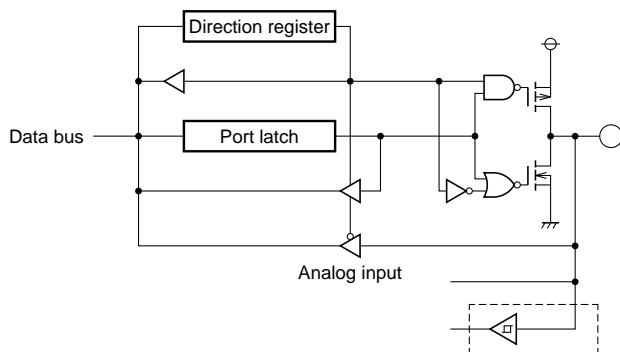 Direction register
Data bus
Port latch
Analog input